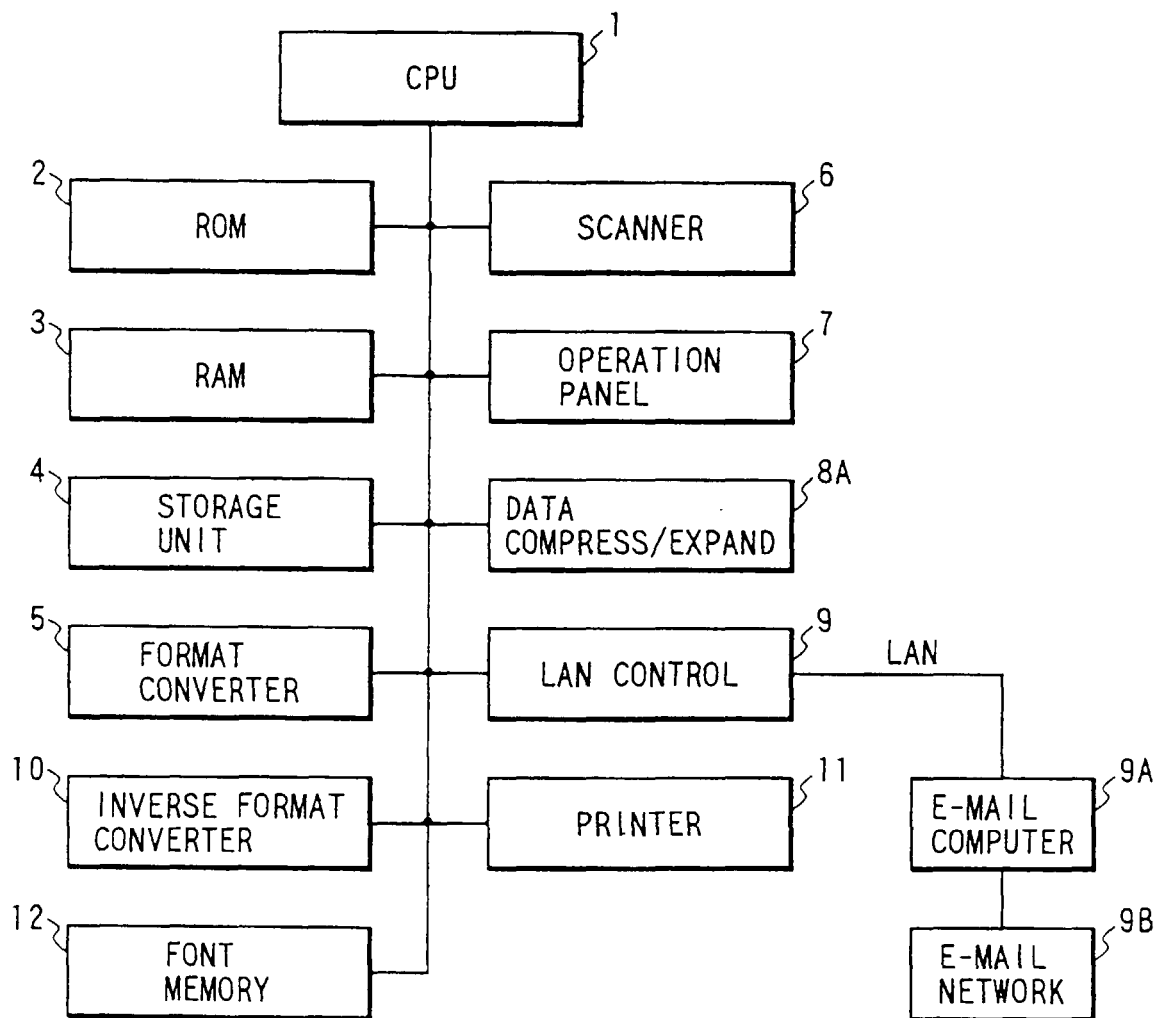 1
CPU
2
ROM
6
SCANNER
3
RAM
7
OPERATION
PANEL
4
STORAGE
UNIT
8A
DATA
COMPRESS/EXPAND
5
FORMAT
CONVERTER
9
LAN CONTROL
LAN
10
INVERSE FORMAT
CONVERTER
11
PRINTER
9A
E-MAIL
COMPUTER
12
FONT
MEMORY
9B
E-MAIL
NETWORK